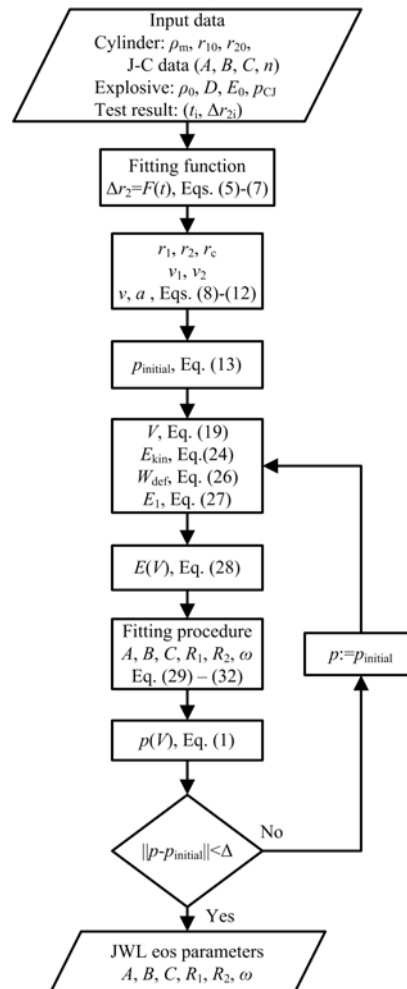 Input data
Cylinder: ρm, r10, r20,
J-C data (A, B, C, n)
Explosive: ρ0, D, E0, pCJ
Test result: (ti, Δr2i)
Fitting function
Δr2=F(t), Eqs. (5)-(7)
r1, r2, rc
v1, v2
v, a , Eqs. (8)-(12)
pinitial, Eq. (13)
V, Eq. (19)
Ekin, Eq.(24)
Wdef, Eq. (26)
E1, Eq. (27)
E(V), Eq. (28)
Fitting procedure
A, B, C, R1, R2, ω
Eq. (29) – (32)
p:=pinitial
p(V), Eq. (1)
||p-pinitial||<Δ
No
Yes
JWL eos parameters
A, B, C, R1, R2, ω